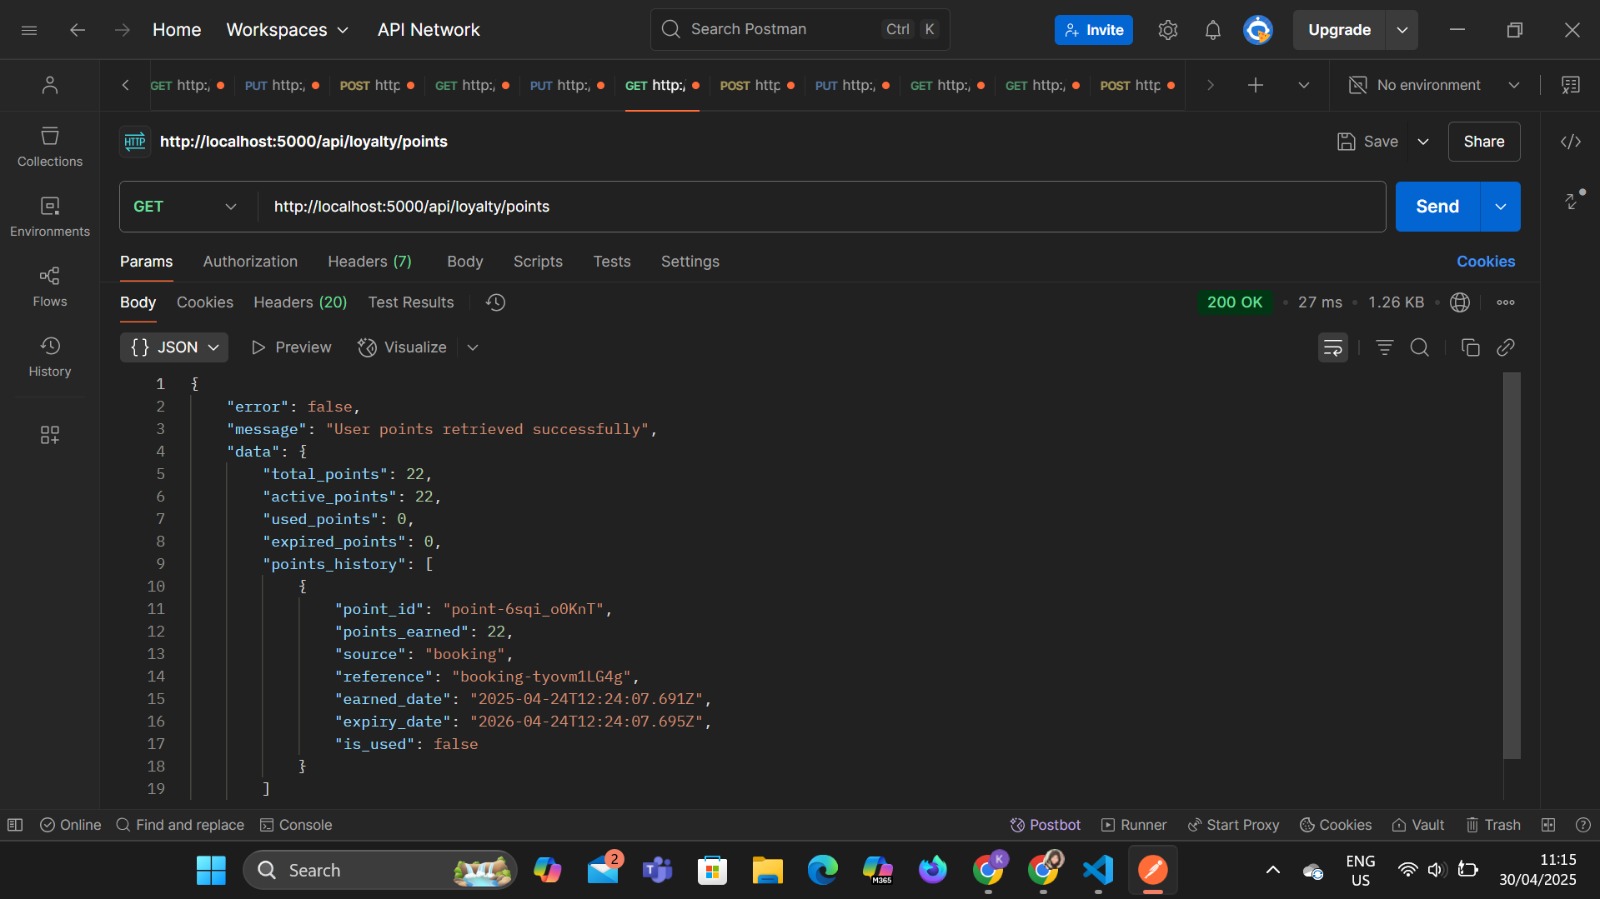 Home Workspaces API Network Search Postman Ctrl K Invite Upgrade
GET http:/ PUT http:/ POST http GET http:/ PUT http:/ GET http:/ POST http PUT http:/ GET http:/ GET http:/ POST http No environment
HTTP http://localhost:5000/api/loyalty/points Save Share
Collections
GET http://localhost:5000/api/loyalty/points Send
Environments
Params Authorization Headers (7) Body Scripts Tests Settings Cookies
Flows
Body Cookies Headers (20) Test Results 200 OK • 27 ms • 1.26 KB •
{} JSON Preview Visualize
History
1 {
2 "error": false,
3 "message": "User points retrieved successfully",
4 "data": {
5 "total_points": 22,
6 "active_points": 22,
7 "used_points": 0,
8 "expired_points": 0,
9 "points_history": [
10 {
11 "point_id": "point-6sqi_o0KnT",
12 "points_earned": 22,
13 "source": "booking",
14 "reference": "booking-tyovm1LG4g",
15 "earned_date": "2025-04-24T12:24:07.691Z",
16 "expiry_date": "2026-04-24T12:24:07.695Z",
17 "is_used": false
18 }
19 ]
Online Find and replace Console Postbot Runner Start Proxy Cookies Vault Trash
Search 2 M365 K ENG US 11:15
30/04/2025